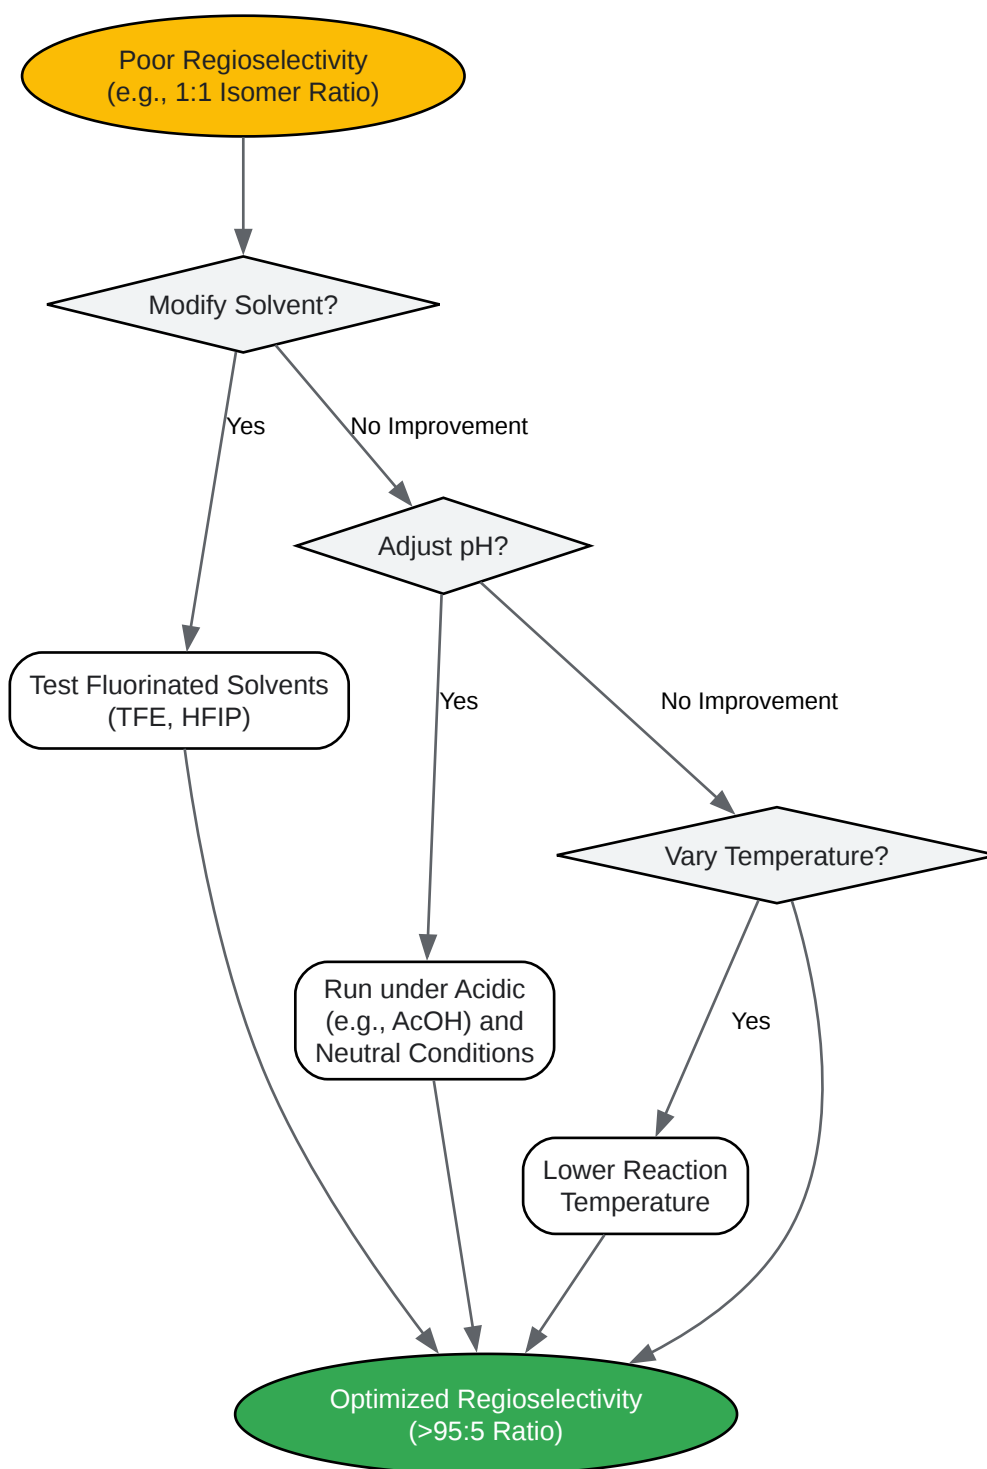 Poor Regioselectivity
(e.g., 1:1 Isomer Ratio)
Modify Solvent?
Yes
No Improvement
Adjust pH?
Test Fluorinated Solvents
(TFE, HFIP)
Yes
No Improvement
Vary Temperature?
Run under Acidic
(e.g., AcOH) and
Neutral Conditions
Yes
Lower Reaction
Temperature
Optimized Regioselectivity
(>95:5 Ratio)